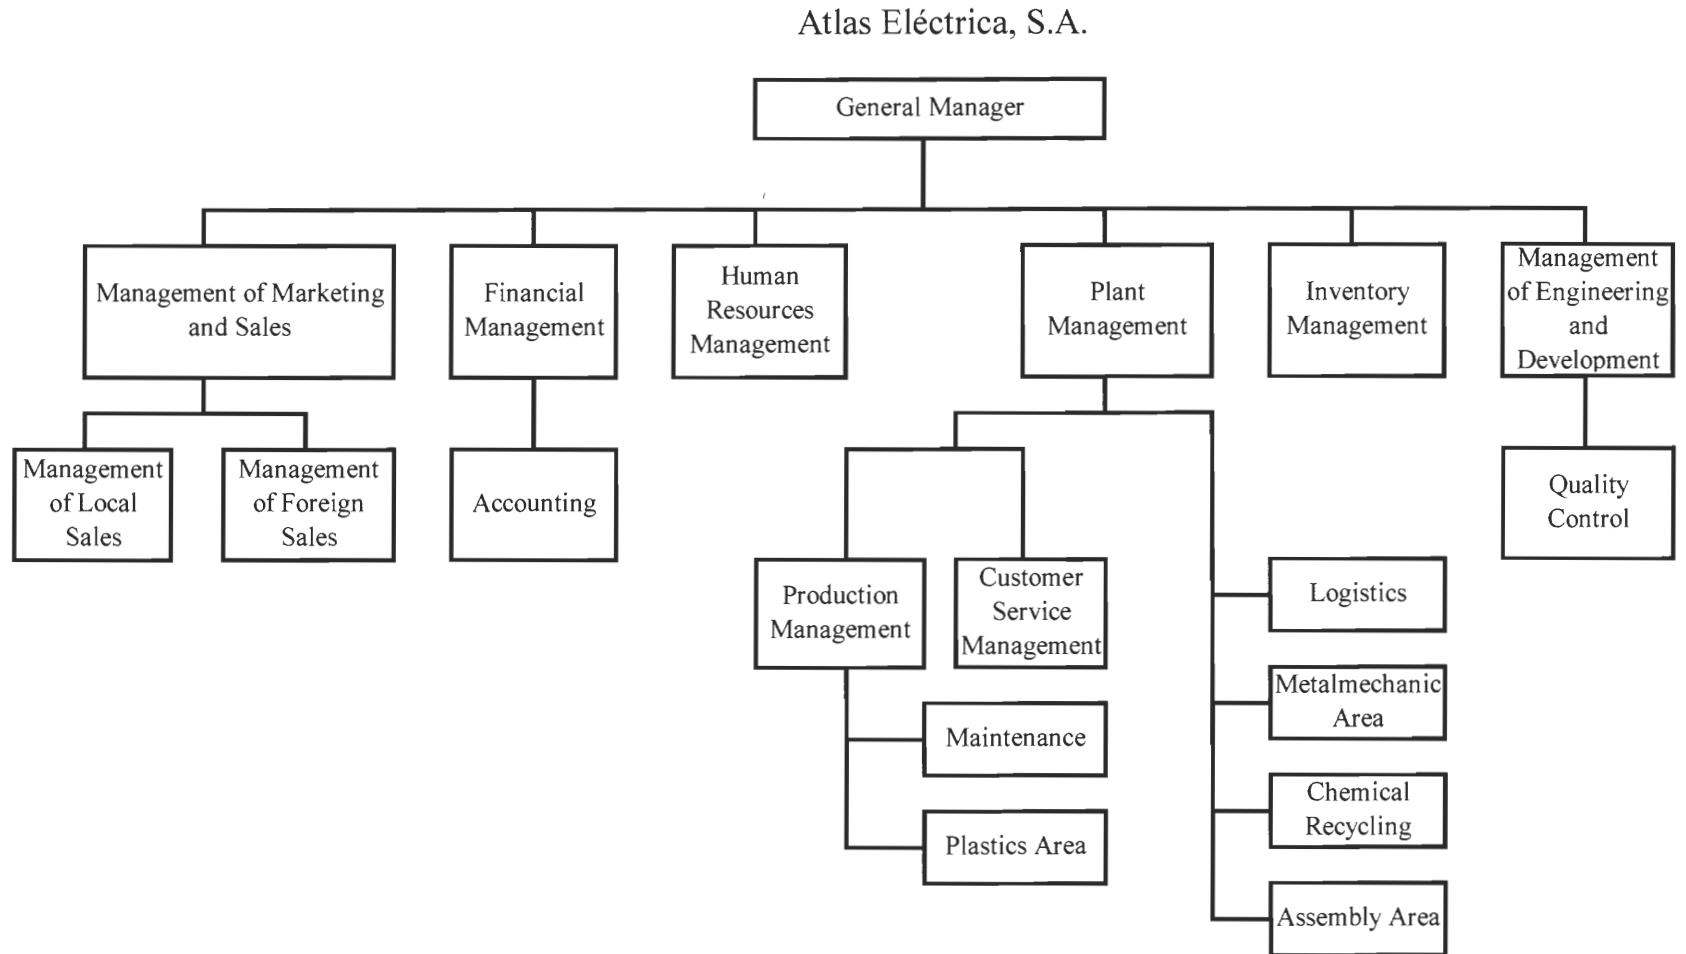 Atlas Eléctrica, S.A.
General Manager
Management of Marketing
and Sales
Financial
Management
Human
Resources
Management
Plant
Management
Inventory
Management
Management
of Engineering
and
Development
Management
of Local
Sales
Management
of Foreign
Sales
Accounting
Quality
Control
Production
Management
Customer
Service
Management
Logistics
Metalmechanic
Area
Maintenance
Chemical
Recycling
Plastics Area
Assembly Area